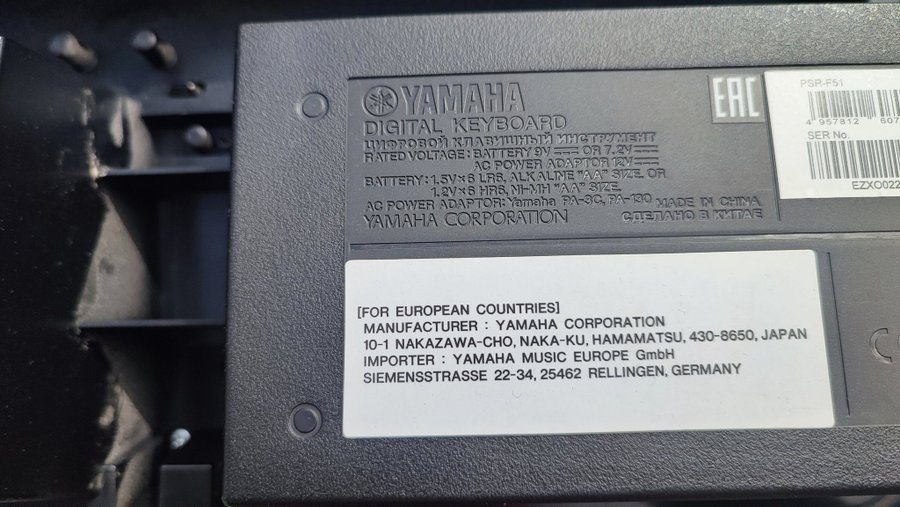 YAMAHA
DIGITAL KEYBOARD
ЦИФРОВОЙ КЛАВИШНЫЙ ИНСТРУМЕНТ
RATED VOLTAGE: BATTERY 9V ⎓ OR 7.2V ⎓
AC POWER ADAPTOR 12V ⎓
BATTERY: 1.5V×6 LR6, ALKALINE "AA" SIZE, OR
1.2V×6 HR6, Ni-MH "AA" SIZE.
AC POWER ADAPTOR: Yamaha PA-3C, PA-130
YAMAHA CORPORATION
MADE IN CHINA
СДЕЛАНО В КИТАЕ
EAC
PSR-F51
4 957812 607
SER No.
EZXO022
[FOR EUROPEAN COUNTRIES]
MANUFACTURER : YAMAHA CORPORATION
10-1 NAKAZAWA-CHO, NAKA-KU, HAMAMATSU, 430-8650, JAPAN
IMPORTER : YAMAHA MUSIC EUROPE GmbH
SIEMENSSTRASSE 22-34, 25462 RELLINGEN, GERMANY